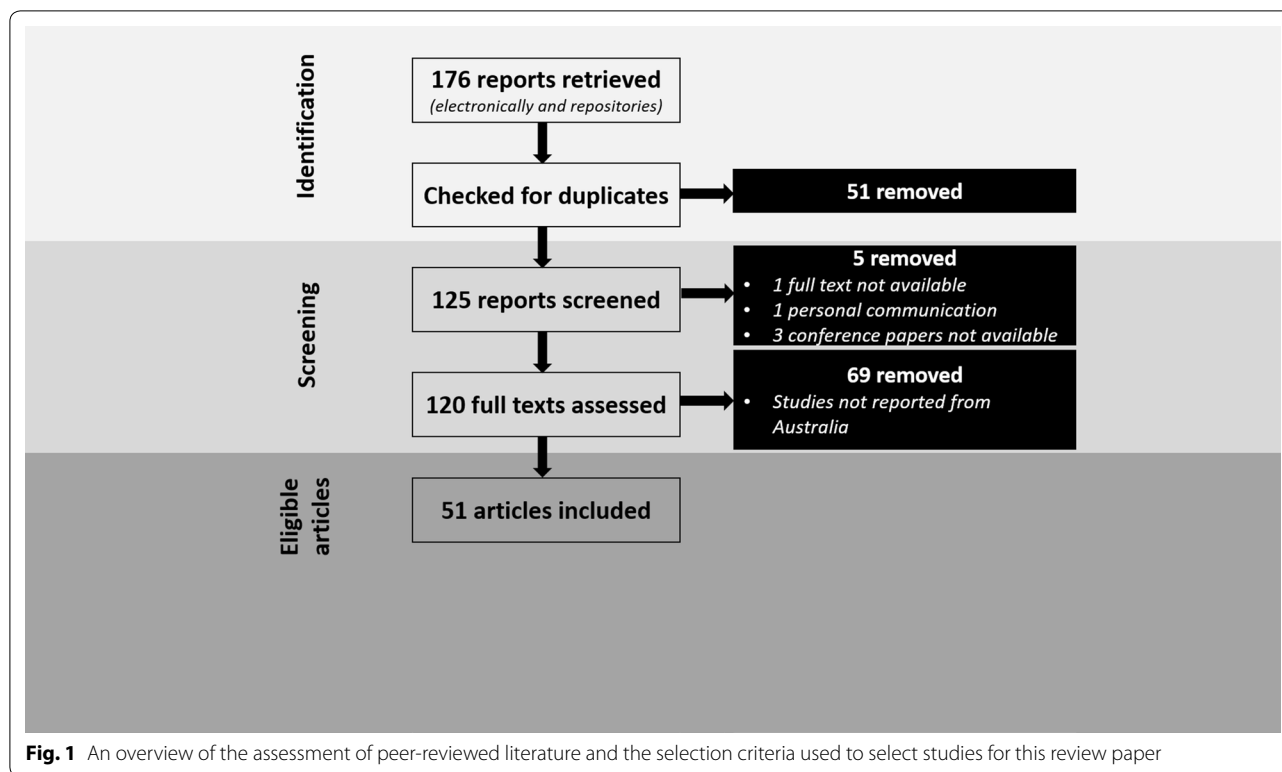 Identification
176 reports retrieved
(electronically and repositories)
Checked for duplicates
51 removed
Screening
125 reports screened
5 removed
• 1 full text not available
• 1 personal communication
• 3 conference papers not available
120 full texts assessed
69 removed
• Studies not reported from
Australia
Eligible
articles
51 articles included
Fig. 1 An overview of the assessment of peer-reviewed literature and the selection criteria used to select studies for this review paper